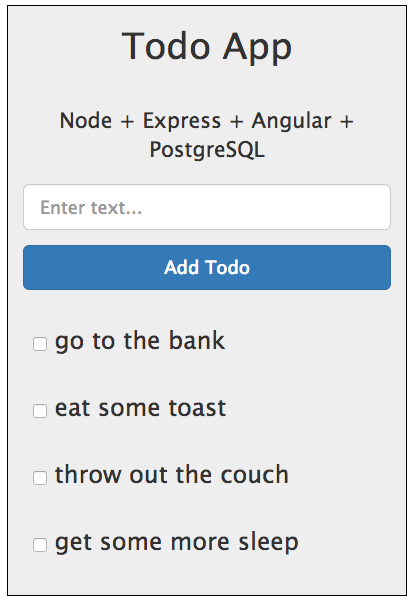 Todo App
Node + Express + Angular +
PostgreSQL
Enter text...
Add Todo
go to the bank
eat some toast
throw out the couch
get some more sleep